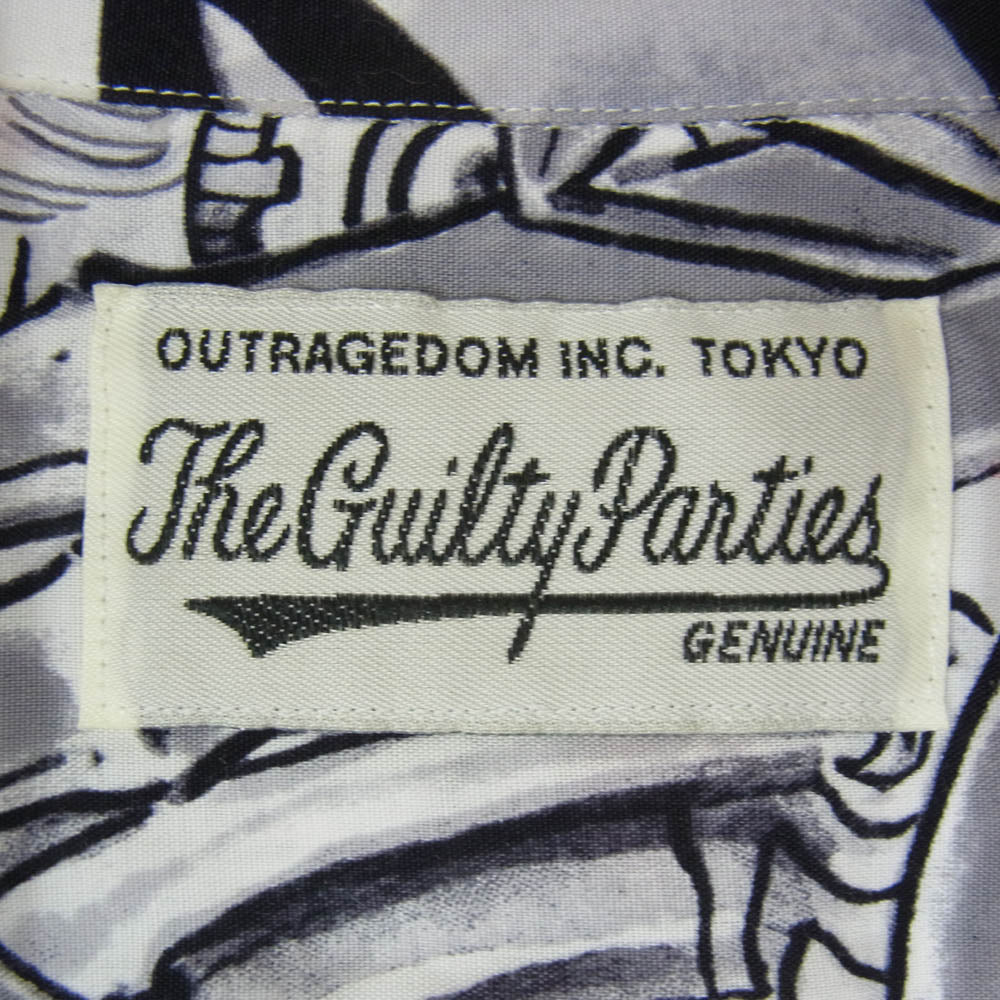 OUTRAGEDOM INC. TOKYO
The Guilty Parties
GENUINE